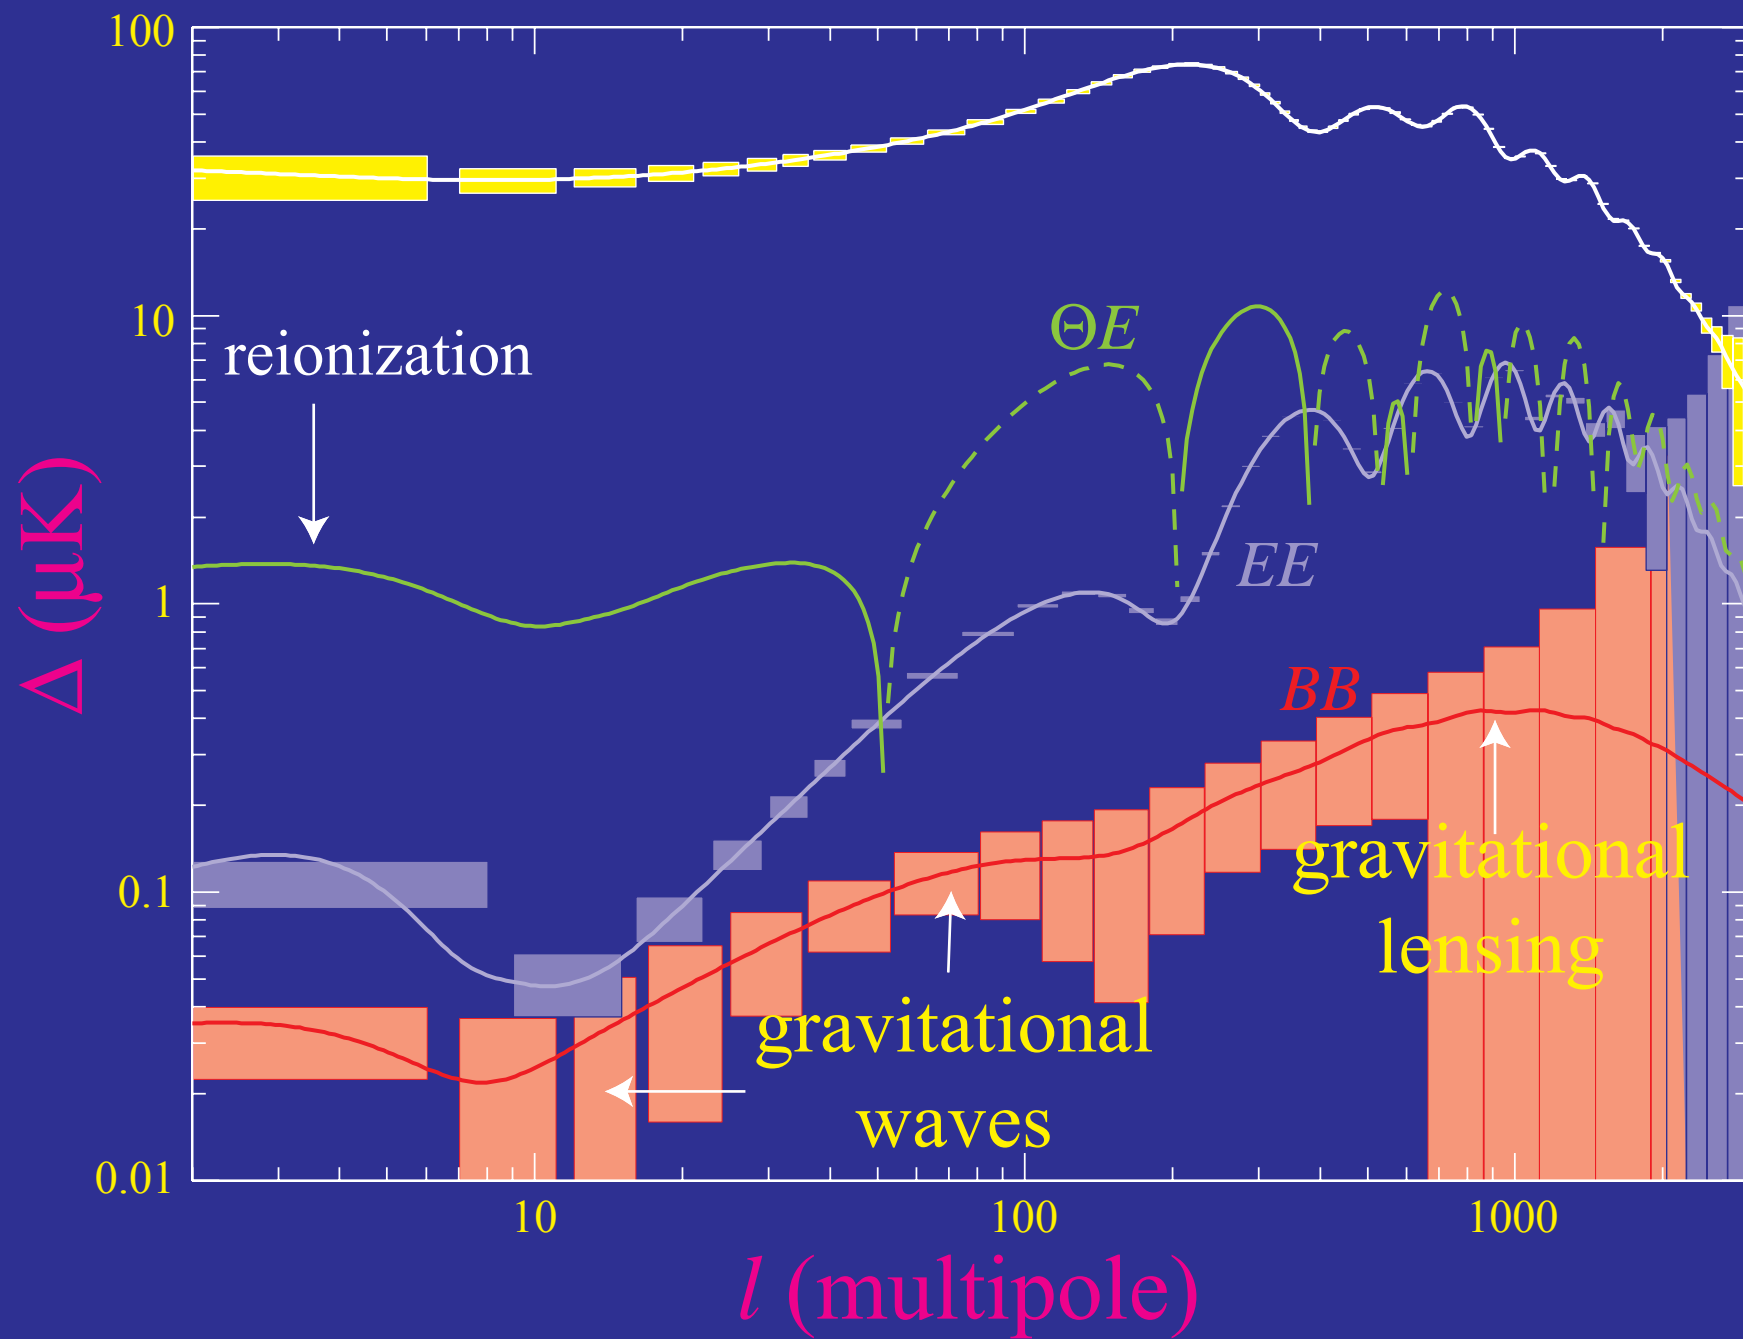 100
10
1
0.1
0.01
Δ (μK)
reionization
ΘE
EE
BB
gravitational
lensing
gravitational
waves
10
100
1000
l (multipole)